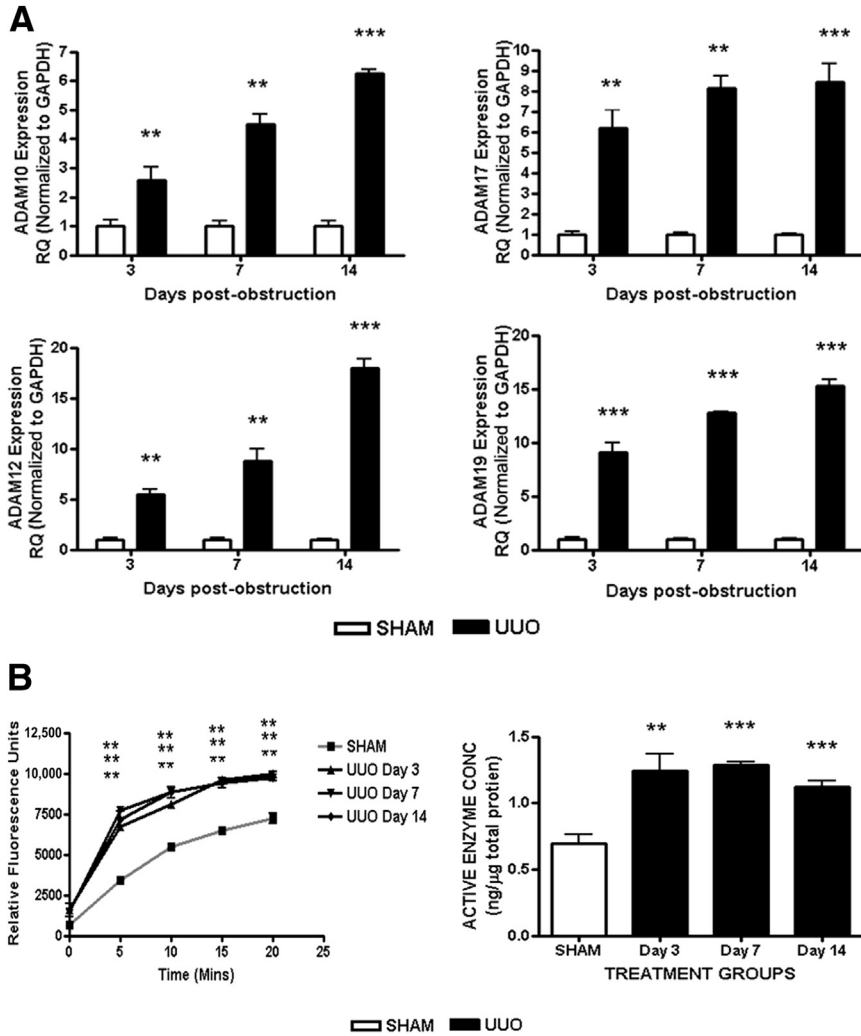 A
ADAM10 Expression
RQ (Normalized to GAPDH)
7
6
5
4
3
2
1
0
**
**
***
3
7
14
Days post-obstruction
ADAM17 Expression
RQ (Normalized to GAPDH)
10
9
8
7
6
5
4
3
2
1
0
**
**
***
3
7
14
Days post-obstruction
ADAM12 Expression
RQ (Normalized to GAPDH)
20
15
10
5
0
**
**
***
3
7
14
Days post-obstruction
ADAM19 Expression
RQ (Normalized to GAPDH)
20
15
10
5
0
***
***
***
3
7
14
Days post-obstruction
SHAM UUO
B
Relative Fluorescence Units
12,500
10,000
7500
5000
2500
0
** ** ** **
** ** ** **
** ** ** **
0 5 10 15 20 25
Time (Mins)
SHAM
UUO Day 3
UUO Day 7
UUO Day 14
ACTIVE ENZYME CONC
(ng/µg total protien)
1.5
1.0
0.5
0.0
**
***
***
SHAM Day 3 Day 7 Day 14
TREATMENT GROUPS
SHAM UUO